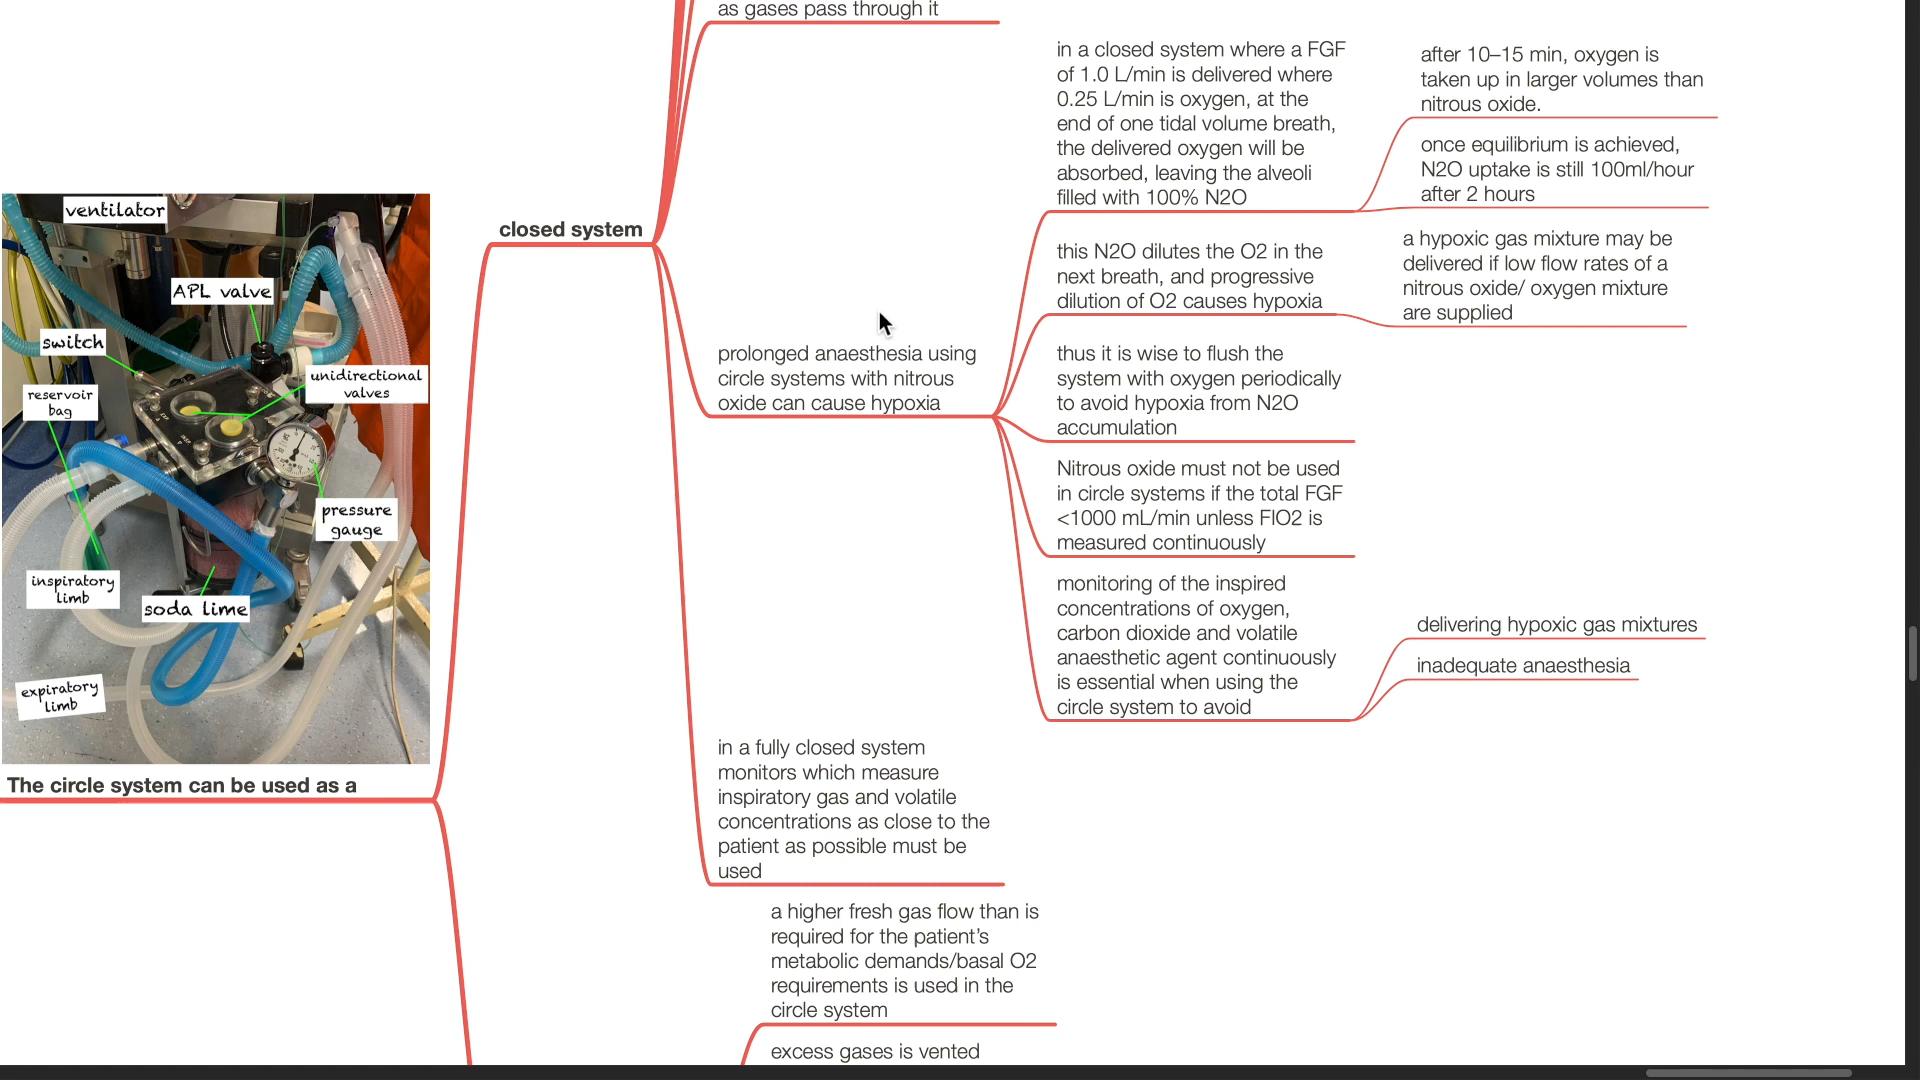 as gases pass through it
in a closed system where a FGF
of 1.0 L/min is delivered where
0.25 L/min is oxygen, at the
end of one tidal volume breath,
the delivered oxygen will be
absorbed, leaving the alveoli
filled with 100% N2O
after 10–15 min, oxygen is
taken up in larger volumes than
nitrous oxide.
once equilibrium is achieved,
N2O uptake is still 100ml/hour
after 2 hours
ventilator
APL valve
switch
unidirectional
valves
reservoir
bag
pressure
gauge
inspiratory
limb
soda lime
expiratory
limb
closed system
this N2O dilutes the O2 in the
next breath, and progressive
dilution of O2 causes hypoxia
a hypoxic gas mixture may be
delivered if low flow rates of a
nitrous oxide/ oxygen mixture
are supplied
prolonged anaesthesia using
circle systems with nitrous
oxide can cause hypoxia
thus it is wise to flush the
system with oxygen periodically
to avoid hypoxia from N2O
accumulation
Nitrous oxide must not be used
in circle systems if the total FGF
<1000 mL/min unless FIO2 is
measured continuously
monitoring of the inspired
concentrations of oxygen,
carbon dioxide and volatile
anaesthetic agent continuously
is essential when using the
circle system to avoid
delivering hypoxic gas mixtures
inadequate anaesthesia
The circle system can be used as a
in a fully closed system
monitors which measure
inspiratory gas and volatile
concentrations as close to the
patient as possible must be
used
a higher fresh gas flow than is
required for the patient’s
metabolic demands/basal O2
requirements is used in the
circle system
excess gases is vented